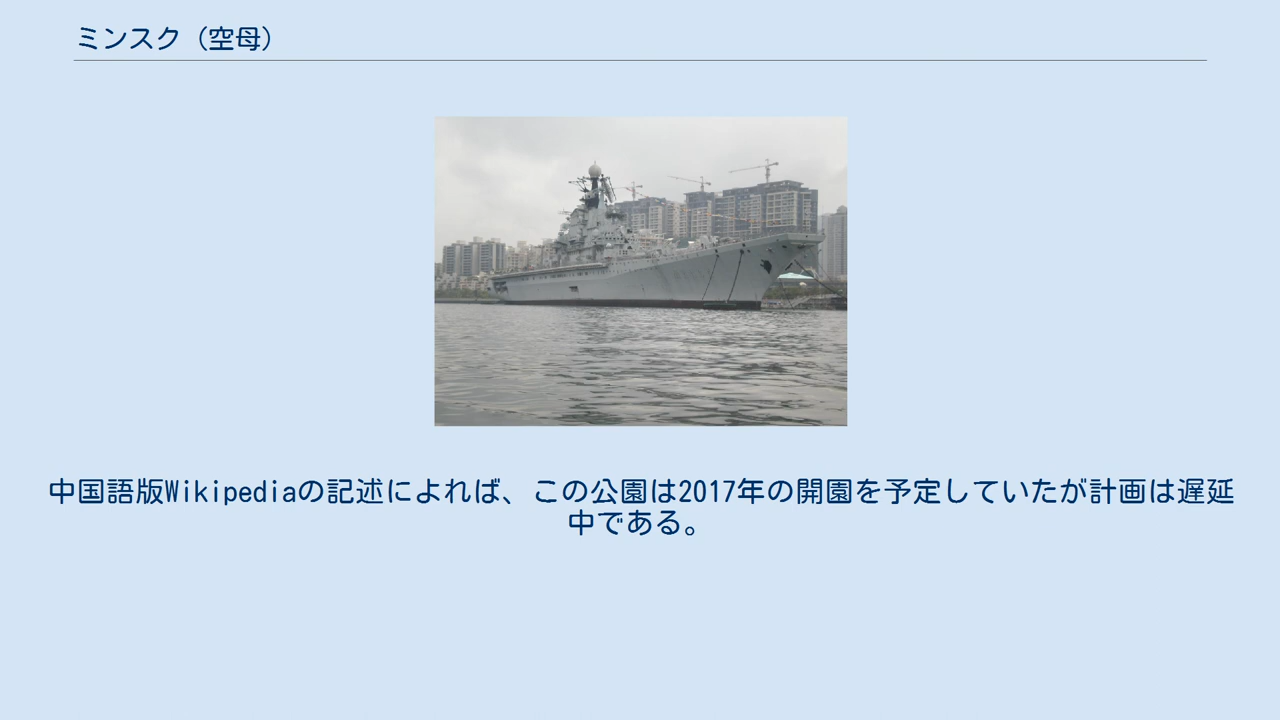 ミンスク（空母）
中国語版Wikipediaの記述によれば、この公園は2017年の開園を予定していたが計画は遅延
中である。